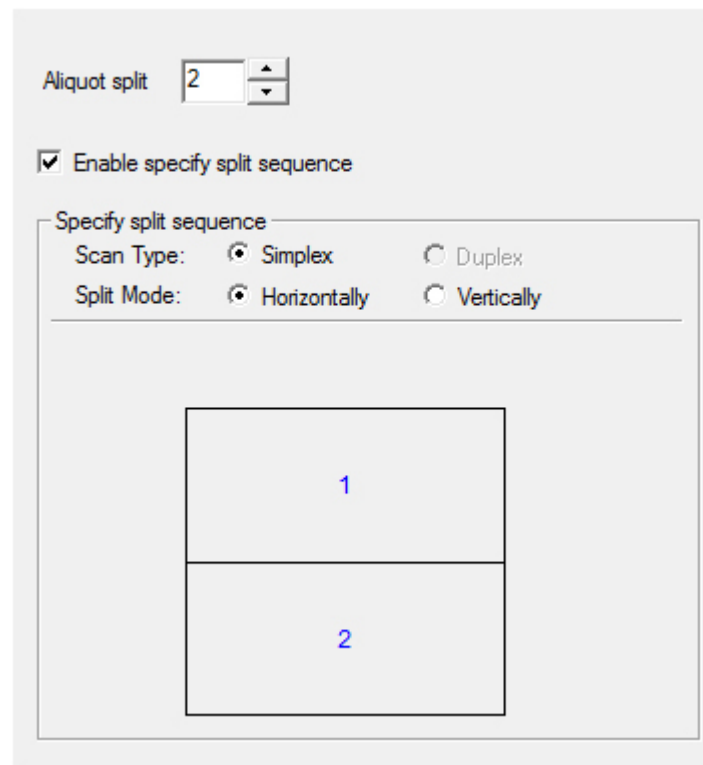 Aliquot split 2
Enable specify split sequence
Specify split sequence
Scan Type: Simplex Duplex
Split Mode: Horizontally Vertically
1
2